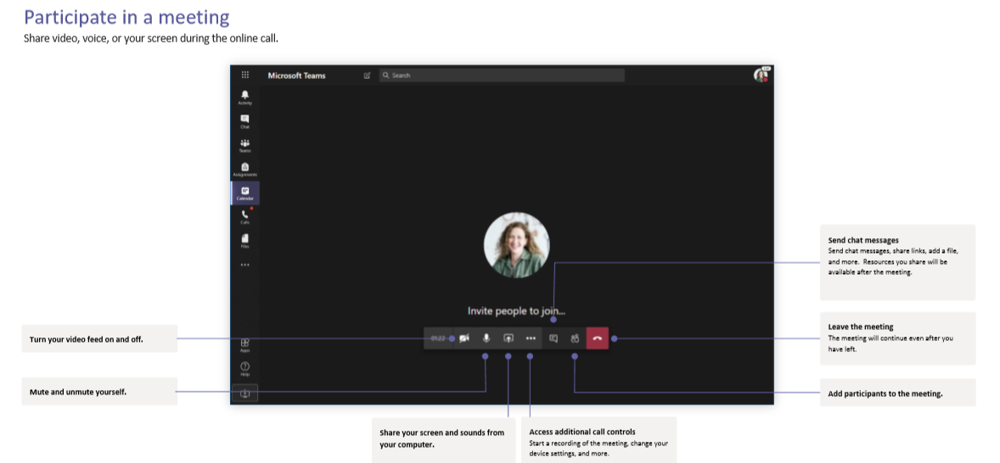 Participate in a meeting
Share video, voice, or your screen during the online call.
Microsoft Teams
Search
Activity
Chat
Teams
Assignments
Calendar
Calls
Files
Invite people to join...
Apps
Help
Turn your video feed on and off.
Mute and unmute yourself.
Share your screen and sounds from
your computer.
Access additional call controls
Start a recording of the meeting, change your
device settings, and more.
Send chat messages
Send chat messages, share links, add a file,
and more. Resources you share will be
available after the meeting.
Leave the meeting
The meeting will continue even after you
have left.
Add participants to the meeting.